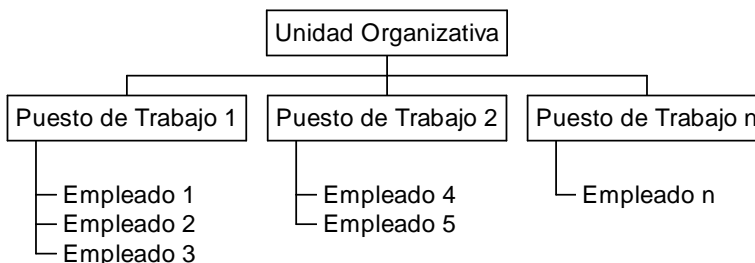 Unidad Organizativa
Puesto de Trabajo 1
Puesto de Trabajo 2
Puesto de Trabajo n
Empleado 1
Empleado 2
Empleado 3
Empleado 4
Empleado 5
Empleado n